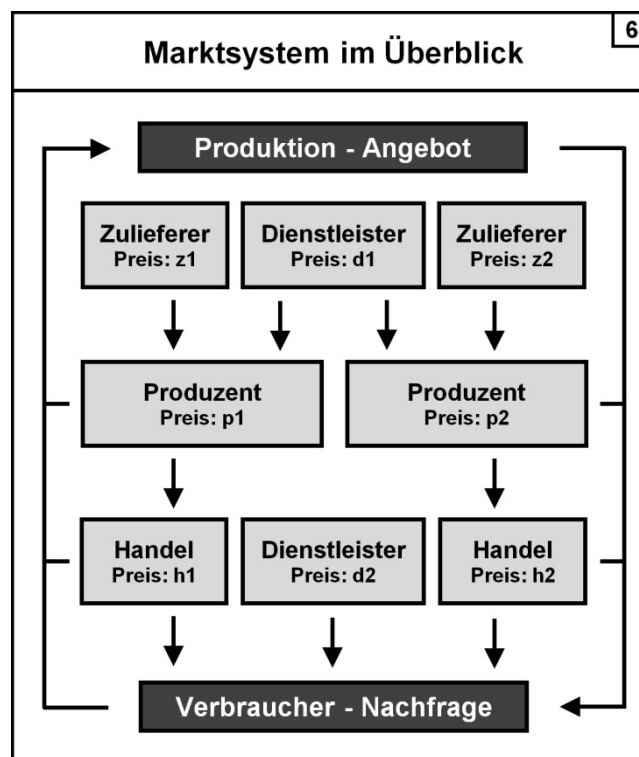 6
Marktsystem im Überblick
Produktion - Angebot
Zulieferer
Preis: z1
Dienstleister
Preis: d1
Zulieferer
Preis: z2
Produzent
Preis: p1
Produzent
Preis: p2
Handel
Preis: h1
Dienstleister
Preis: d2
Handel
Preis: h2
Verbraucher - Nachfrage